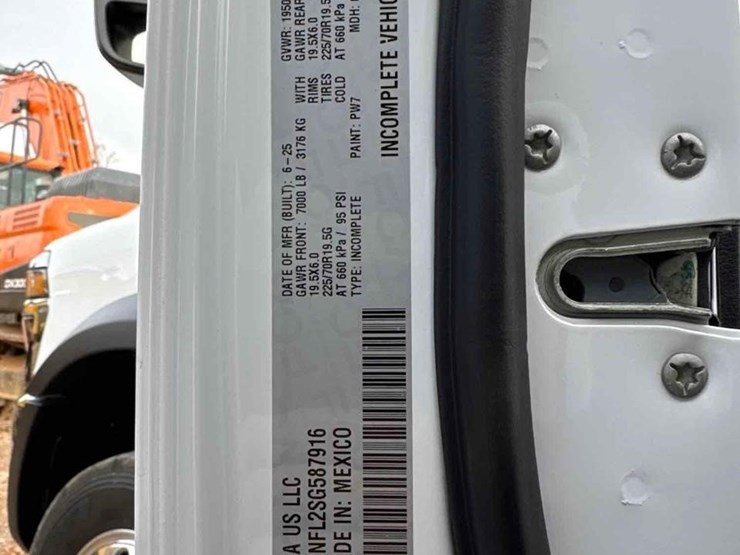 A US LLC
NFL2SG587916
DE IN: MEXICO
DATE OF MFR (BUILT): 6-25
GAWR FRONT: 7000 LB / 3176 KG WITH
19.5X6.0 RIMS
225/70R19.5G TIRES
AT 660 kPa / 95 PSI COLD
TYPE: INCOMPLETE PAINT: PW7
INCOMPLETE VEHIC
GVWR: 1950
GAWR REAR
19.5X6.0
225/70R19.5
AT 660 kPa
MDH: